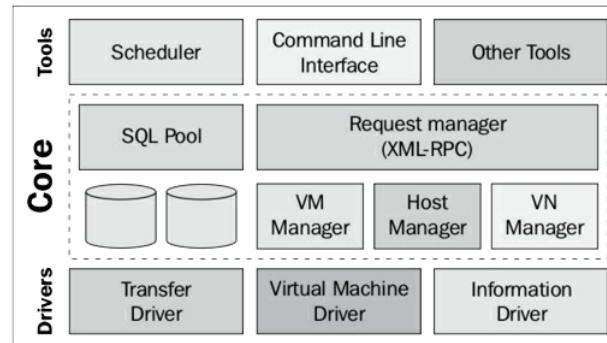 Tools
Scheduler
Command Line
Interface
Other Tools
Core
SQL Pool
Request manager
(XML-RPC)
VM
Manager
Host
Manager
VN
Manager
Drivers
Transfer
Driver
Virtual Machine
Driver
Information
Driver